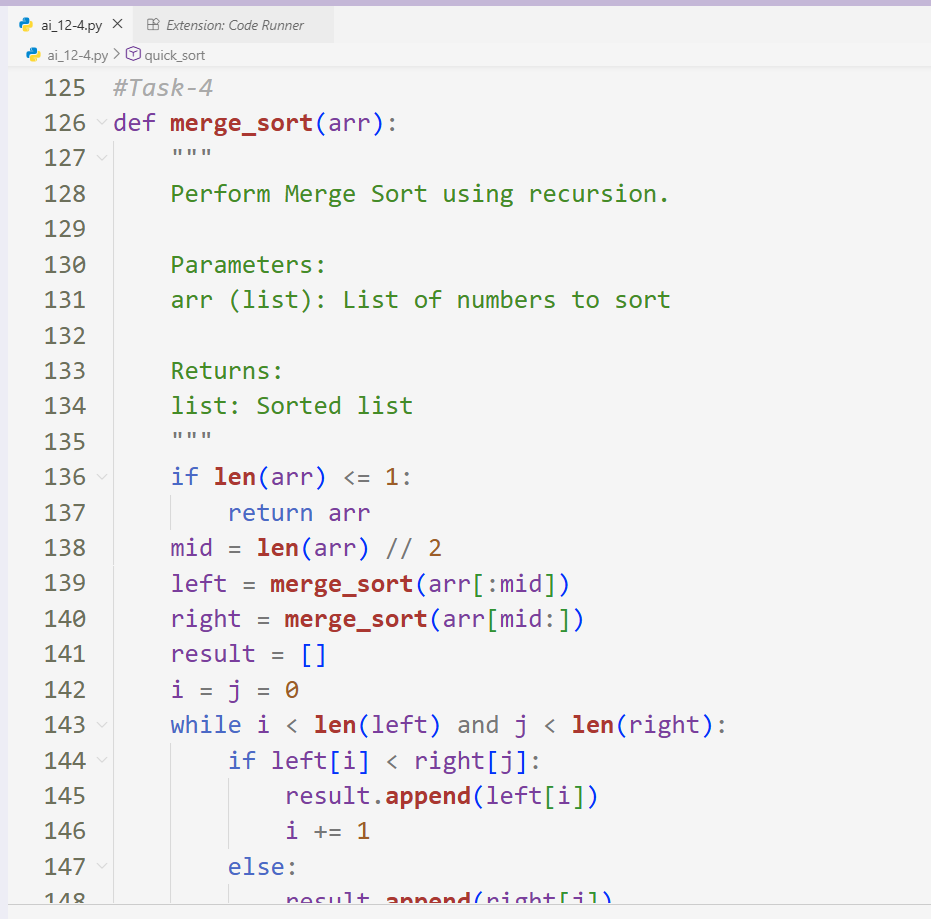 ai_12-4.py × Extension: Code Runner
ai_12-4.py > quick_sort
125 #Task-4
126 def merge_sort(arr):
127     """
128     Perform Merge Sort using recursion.
129
130     Parameters:
131     arr (list): List of numbers to sort
132
133     Returns:
134     list: Sorted list
135     """
136     if len(arr) <= 1:
137         return arr
138     mid = len(arr) // 2
139     left = merge_sort(arr[:mid])
140     right = merge_sort(arr[mid:])
141     result = []
142     i = j = 0
143     while i < len(left) and j < len(right):
144         if left[i] < right[j]:
145             result.append(left[i])
146             i += 1
147         else:
148             result.append(right[j])